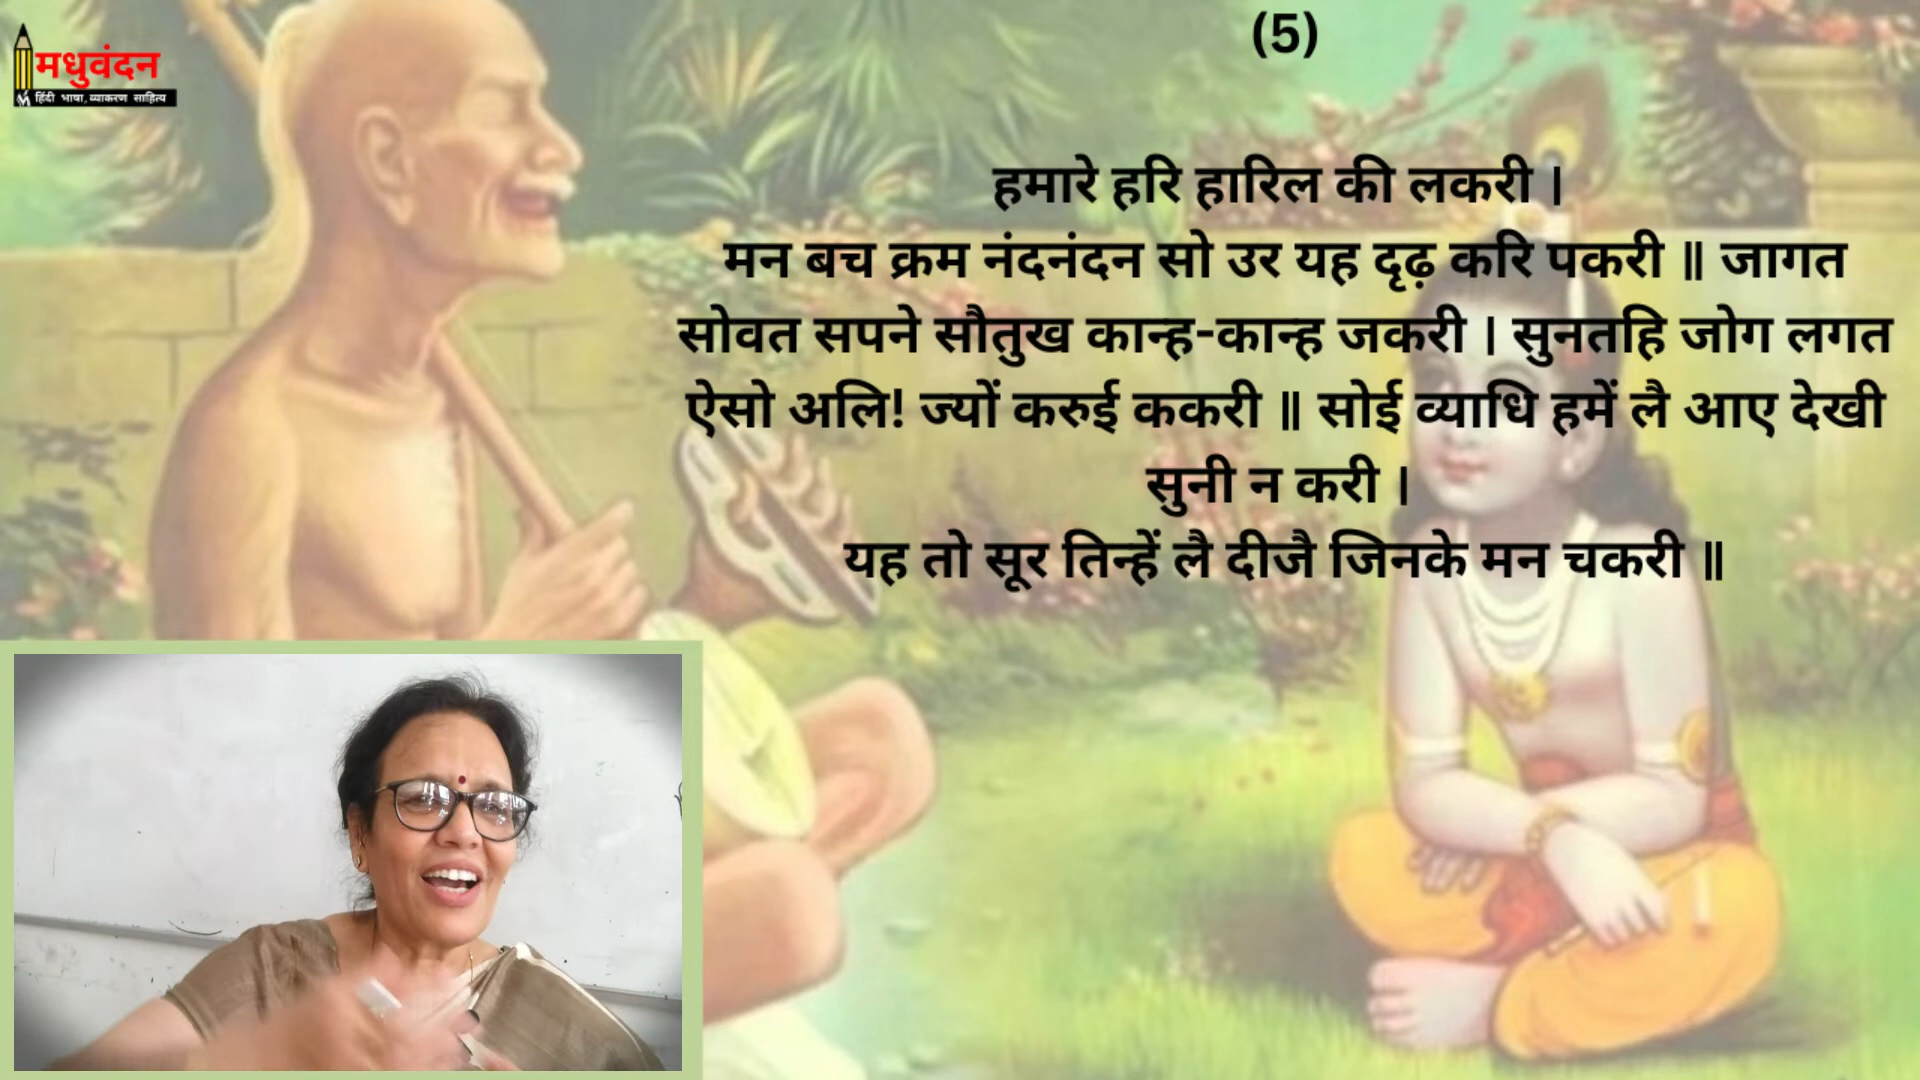 मधुवंदन
हिंदी भाषा, व्याकरण साहित्य
(5)
हमारे हरि हारिल की लकरी ।
मन बच क्रम नंदनंदन सो उर यह दृढ़ करि पकरी ॥ जागत
सोवत सपने सौतुख कान्ह-कान्ह जकरी । सुनतहि जोग लगत
ऐसो अलि! ज्यों करुई ककरी ॥ सोई व्याधि हमें लै आए देखी
सुनी न करी ।
यह तो सूर तिन्हें लै दीजै जिनके मन चकरी ॥